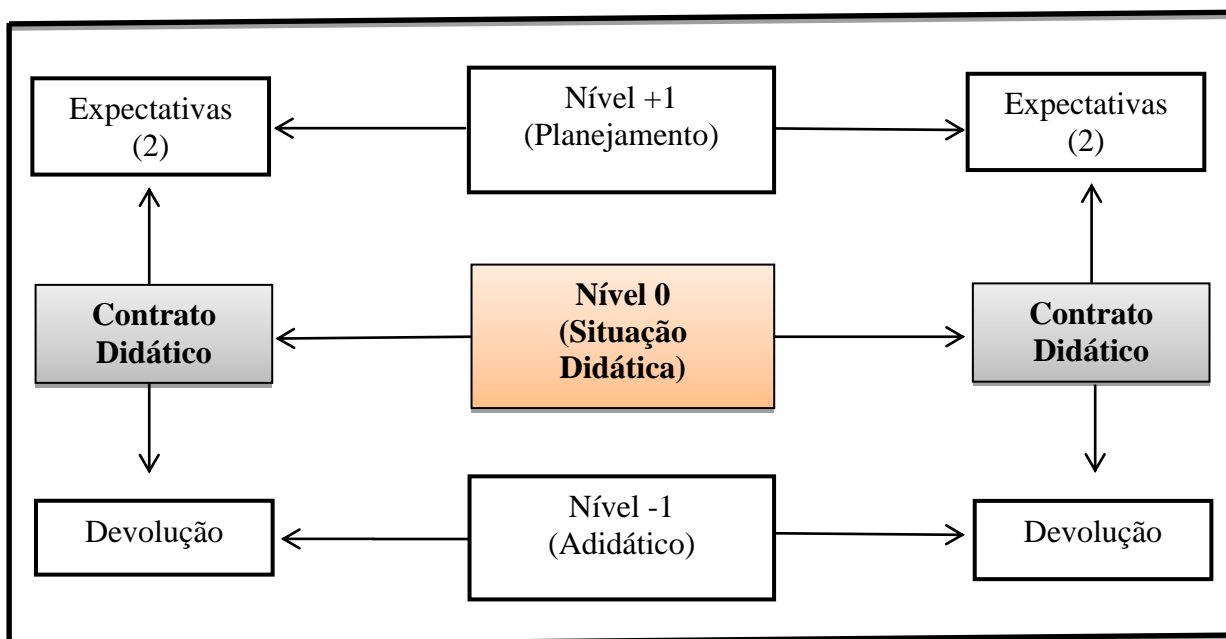 Expectativas
(2)
Nível +1
(Planejamento)
Expectativas
(2)
Contrato
Didático
Nível 0
(Situação
Didática)
Contrato
Didático
Devolução
Nível -1
(Adidático)
Devolução